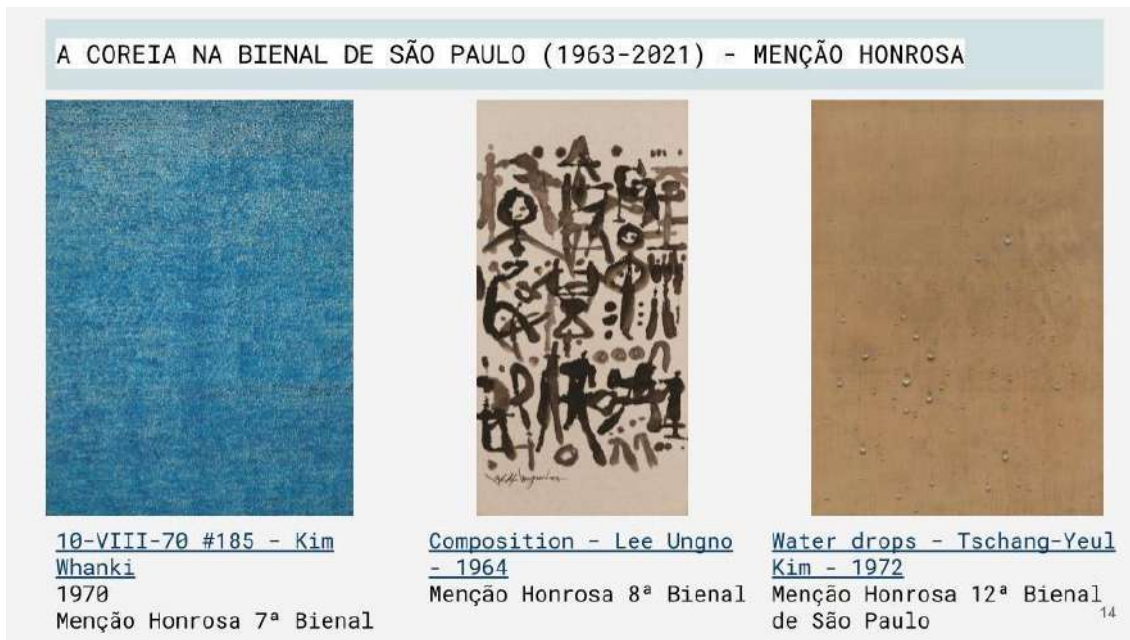 A COREIA NA BIENAL DE SÃO PAULO (1963-2021) - MENÇÃO HONROSA
10-VIII-70 #185 - Kim
Whanki
1970
Menção Honrosa 7ª Bienal
Composition - Lee Ungno
- 1964
Menção Honrosa 8ª Bienal
Water drops - Tschang-Yeul
Kim - 1972
Menção Honrosa 12ª Bienal
de São Paulo
14